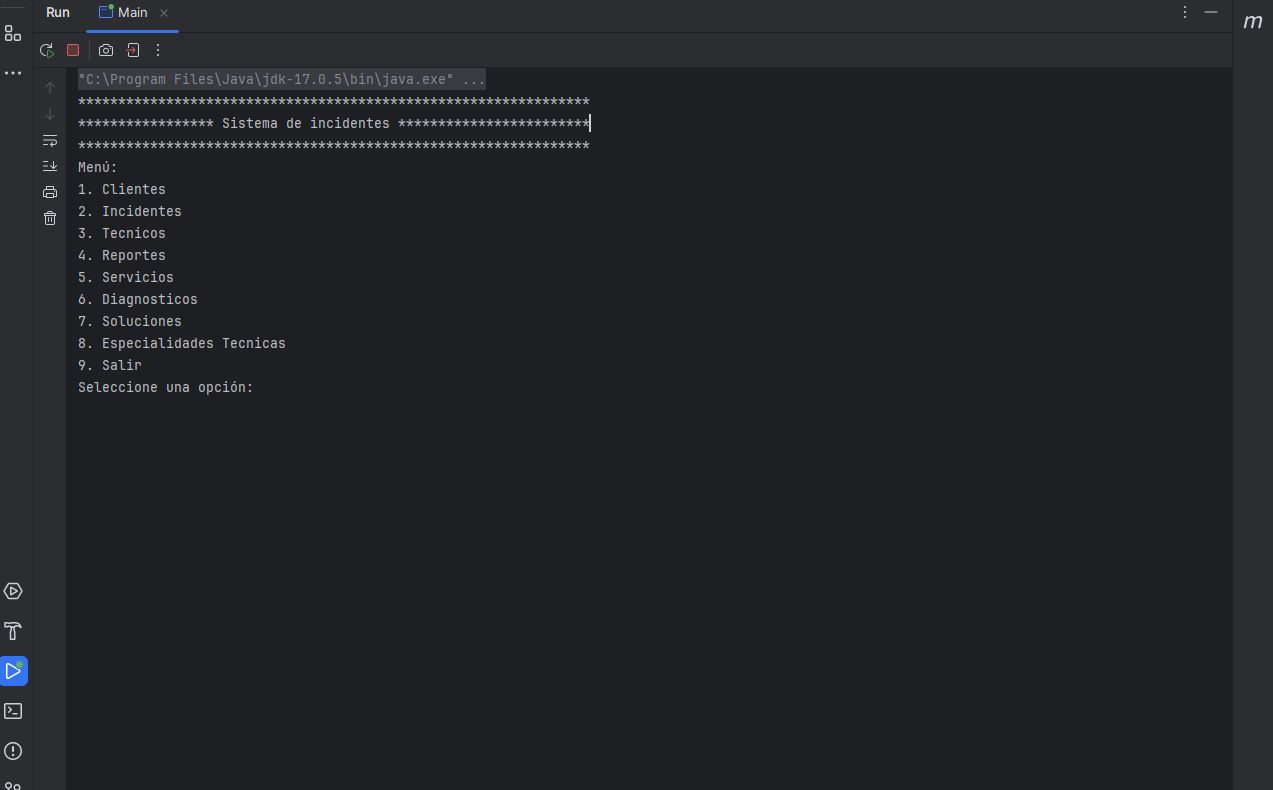 Run Main
m
"C:\Program Files\Java\jdk-17.0.5\bin\java.exe" ...
****************************************************************
***************** Sistema de incidentes ************************
****************************************************************
Menú:
1. Clientes
2. Incidentes
3. Tecnicos
4. Reportes
5. Servicios
6. Diagnosticos
7. Soluciones
8. Especialidades Tecnicas
9. Salir
Seleccione una opción: